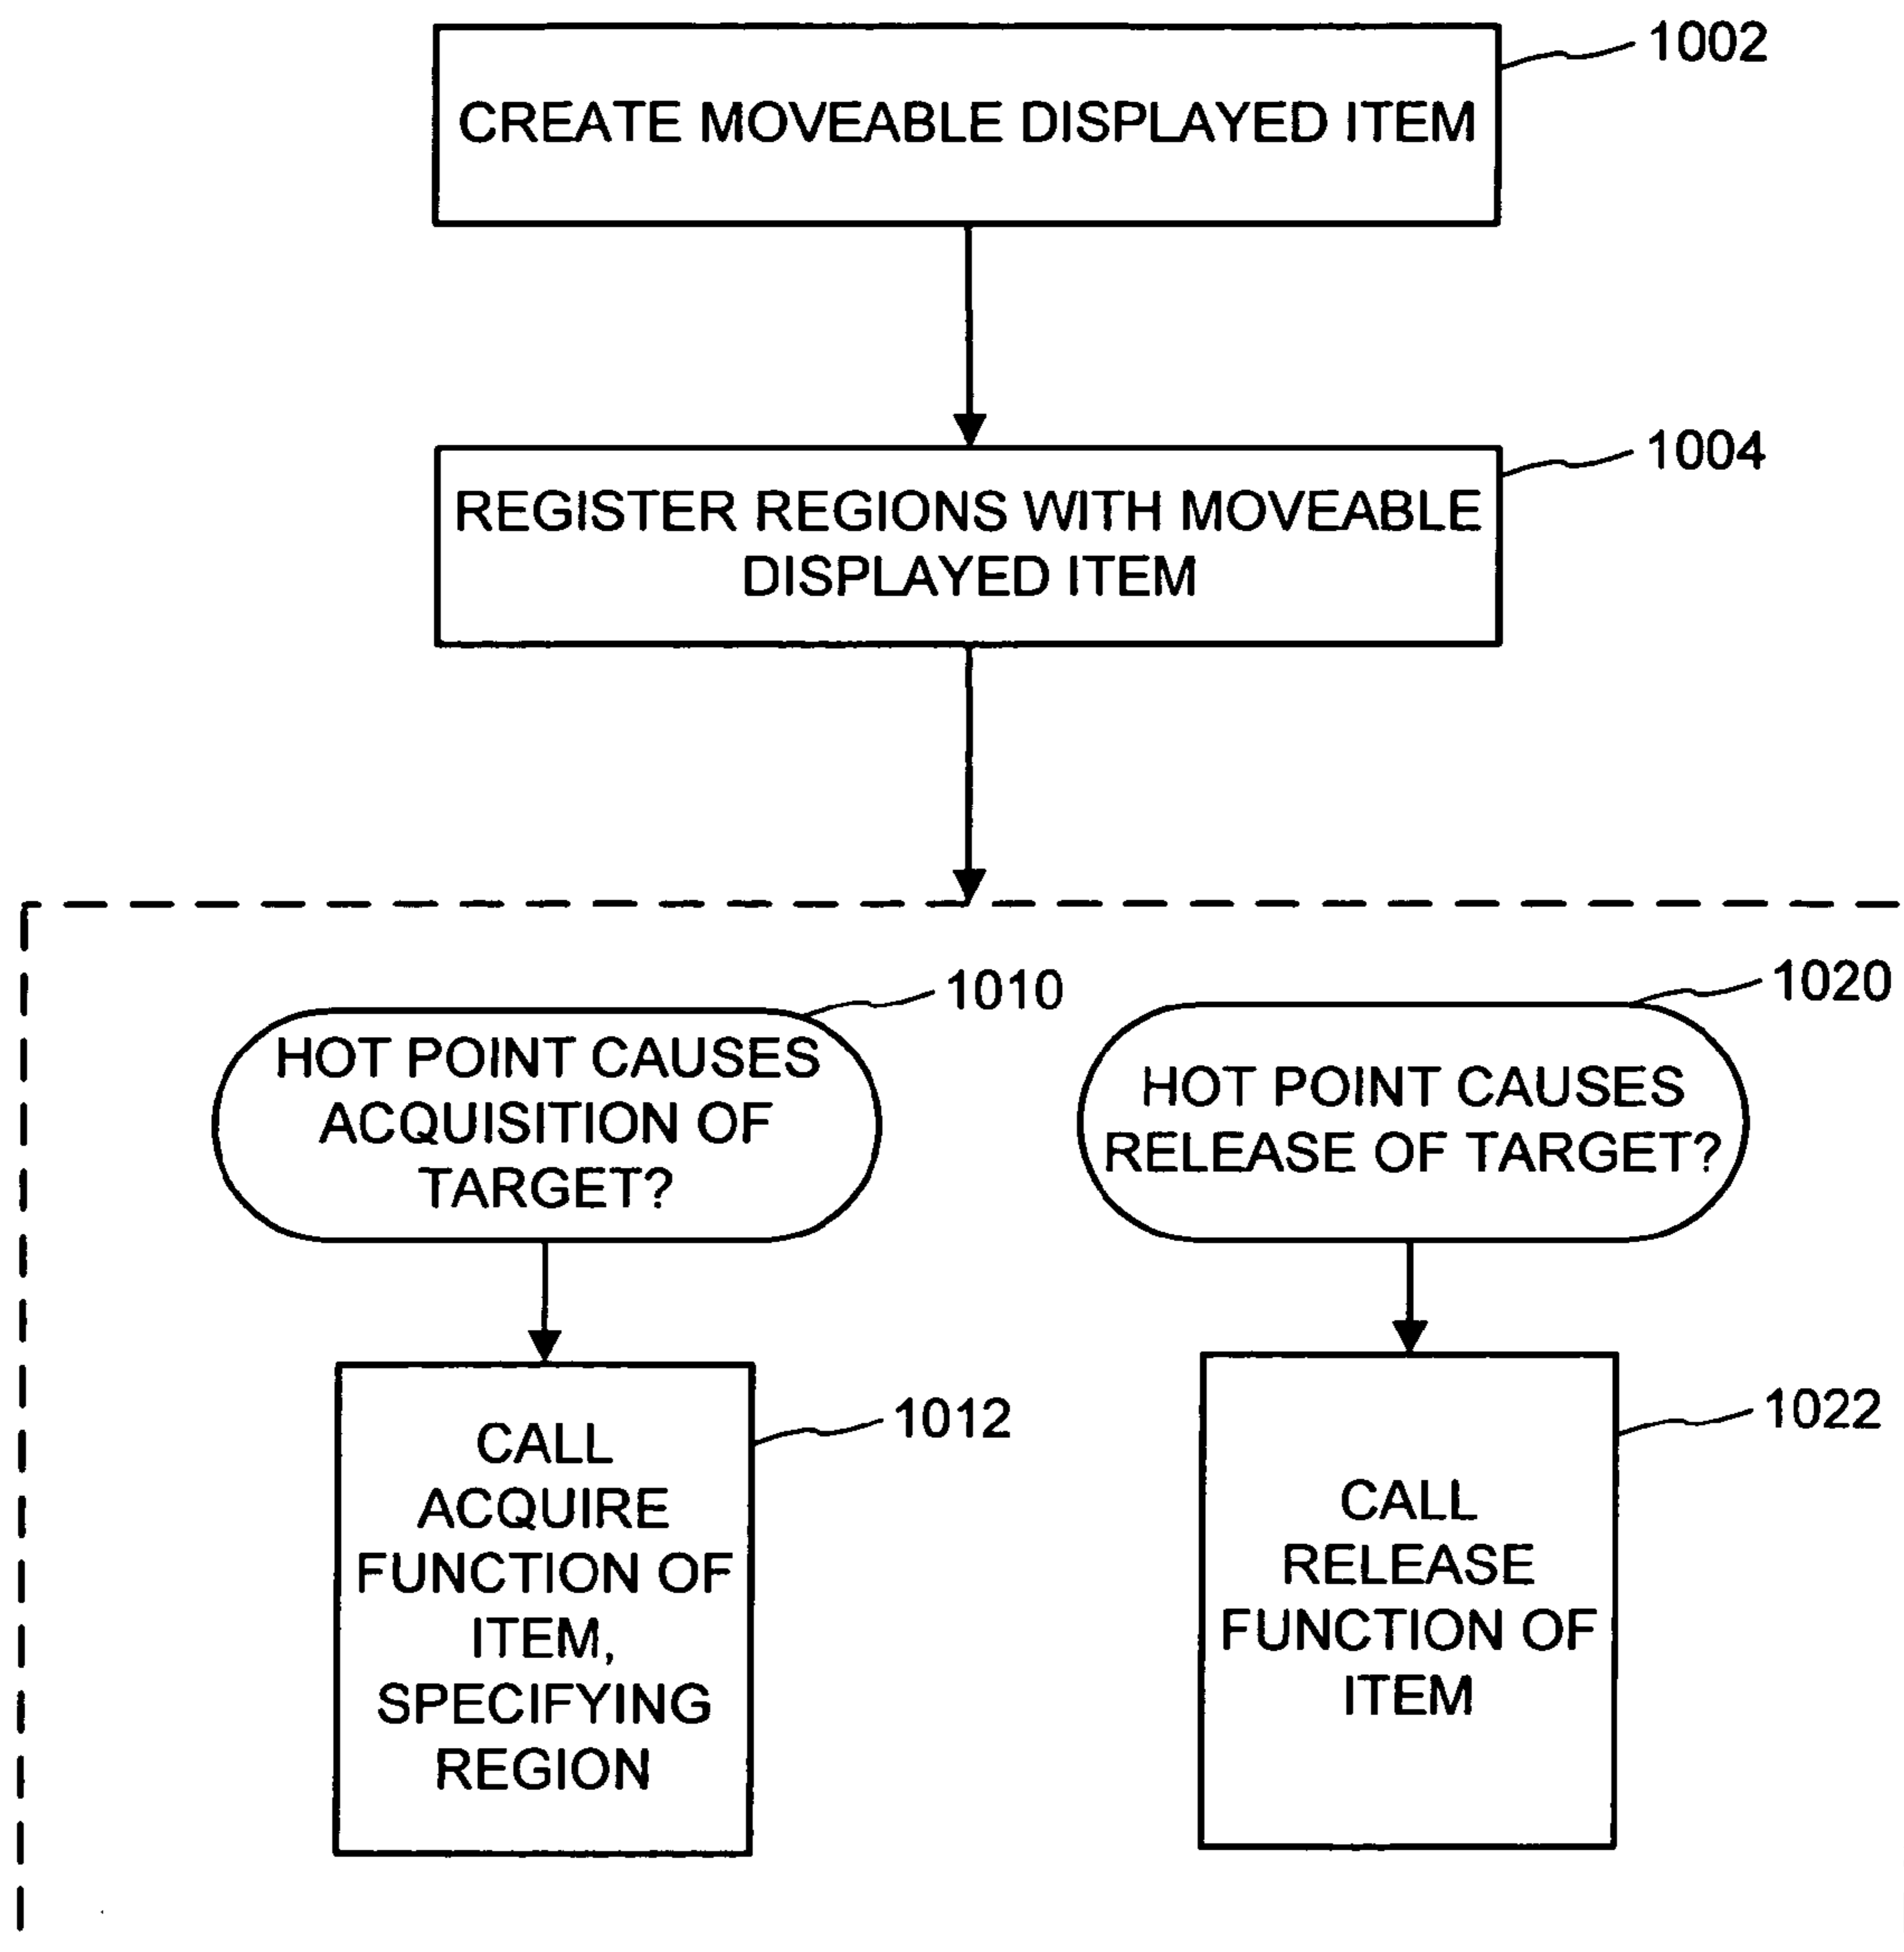 1002
CREATE MOVEABLE DISPLAYED ITEM
1004
REGISTER REGIONS WITH MOVEABLE
DISPLAYED ITEM
1010
HOT POINT CAUSES
ACQUISITION OF
TARGET?
1020
HOT POINT CAUSES
RELEASE OF TARGET?
1012
CALL
ACQUIRE
FUNCTION OF
ITEM,
SPECIFYING
REGION
1022
CALL
RELEASE
FUNCTION OF
ITEM